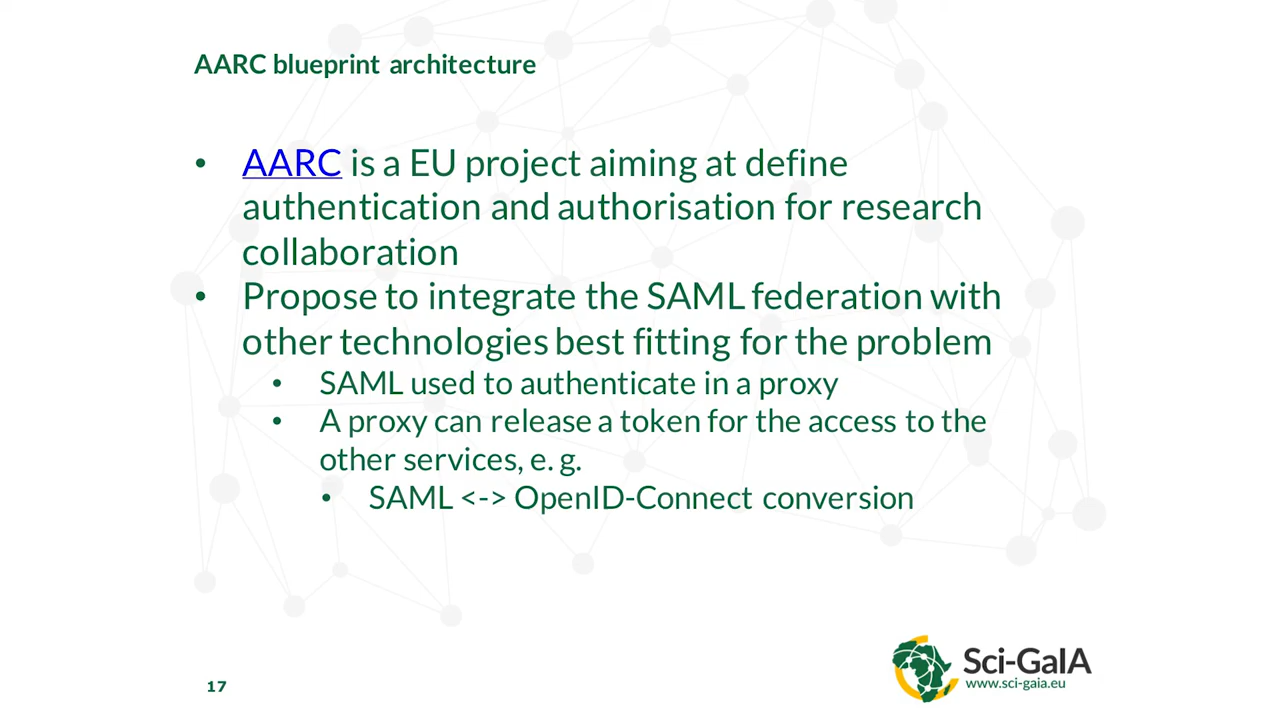 AARC blueprint architecture
• AARC is a EU project aiming at define
authentication and authorisation for research
collaboration
• Propose to integrate the SAML federation with
other technologies best fitting for the problem
• SAML used to authenticate in a proxy
• A proxy can release a token for the access to the
other services, e. g.
• SAML <-> OpenID-Connect conversion
17
Sci-GaIA
www.sci-gaia.eu